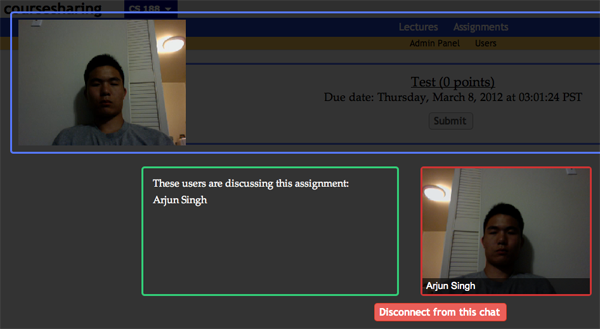 coursesharing
CS 188
Lectures Assignments
Admin Panel Users
Test (0 points)
Due date: Thursday, March 8, 2012 at 03:01:24 PST
Submit
These users are discussing this assignment:
Arjun Singh
Arjun Singh
Disconnect from this chat